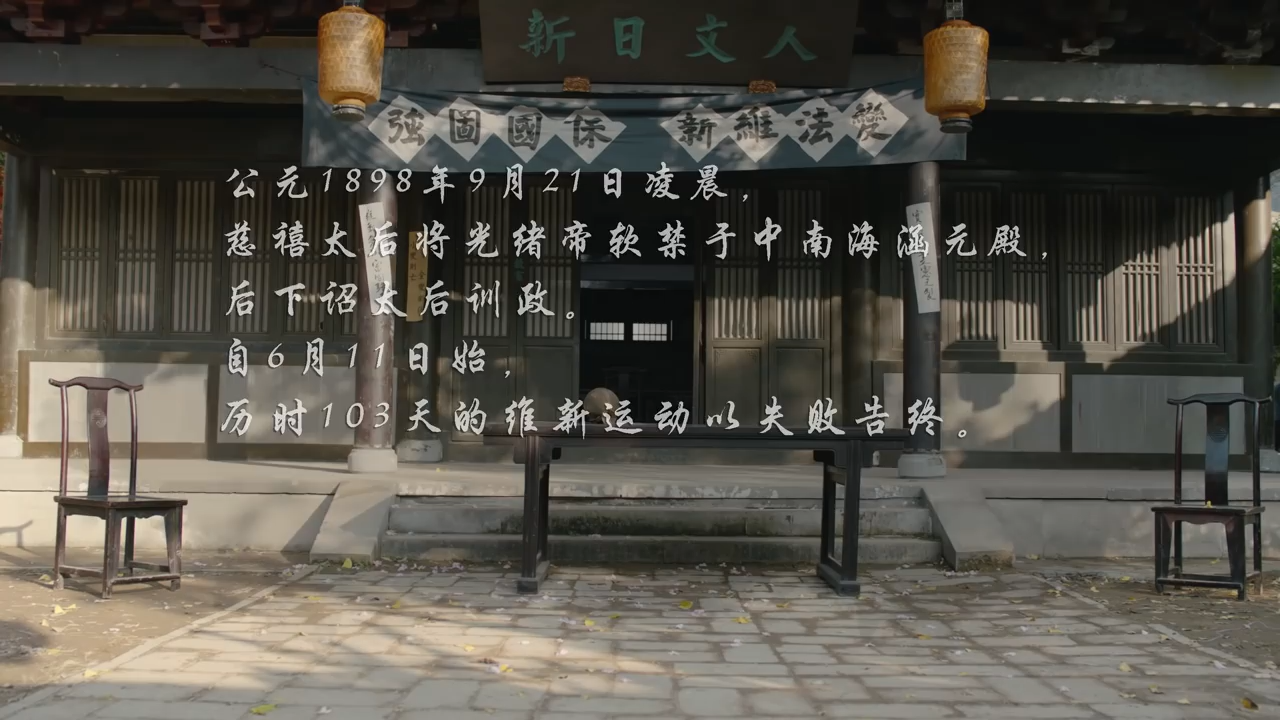 新日文人
強圖國保 新維法變
公元1898年9月21日凌晨，
慈禧太后将光绪帝软禁于中南海涵元殿，
后下诏太后训政。
自6月11日始，
历时103天的维新运动以失败告终。